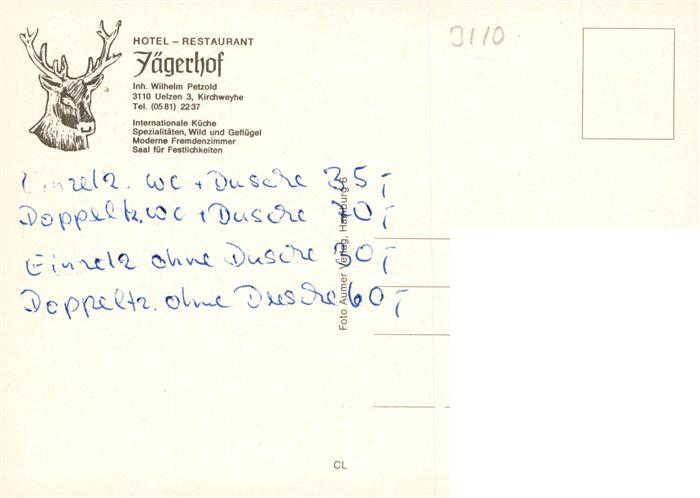 3110
HOTEL – RESTAURANT
Jägerhof
Inh. Wilhelm Petzold
3110 Uelzen 3, Kirchweyhe
Tel. (0581) 2237
Internationale Küche
Spezialitäten, Wild und Geflügel
Moderne Fremdenzimmer
Saal für Festlichkeiten
Einzelz. WC + Dusche 35,-
Doppeltz. WC + Dusche 70,-
Einzelz ohne Dusche 30,-
Doppeltz. ohne Dusche 60,-
Foto Aumer Verlag, Hamburg 6
CL